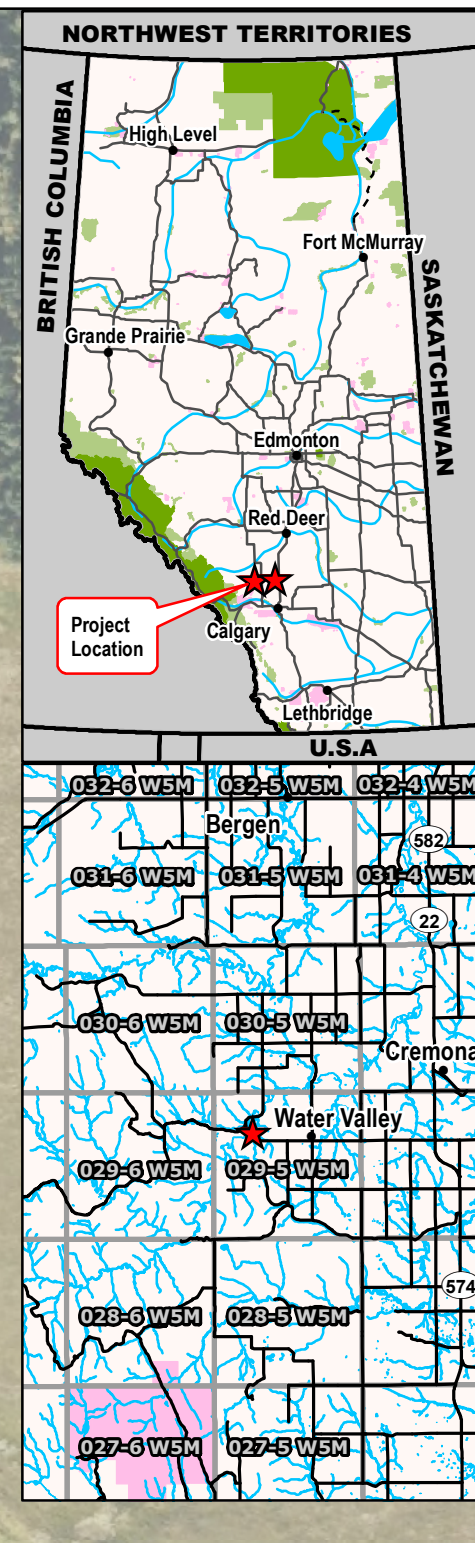 NORTHWEST TERRITORIES
BRITISH COLUMBIA
High Level
Fort McMurray
SASKATCHEWAN
Grande Prairie
Edmonton
Red Deer
Project
Location
Calgary
Lethbridge
U.S.A
032-6 W5M
032-5 W5M
032-4 W5M
Bergen
582
031-6 W5M
031-5 W5M
031-4 W5M
22
030-6 W5M
030-5 W5M
Cremona
Water Valley
029-6 W5M
029-5 W5M
574
028-6 W5M
028-5 W5M
027-6 W5M
027-5 W5M